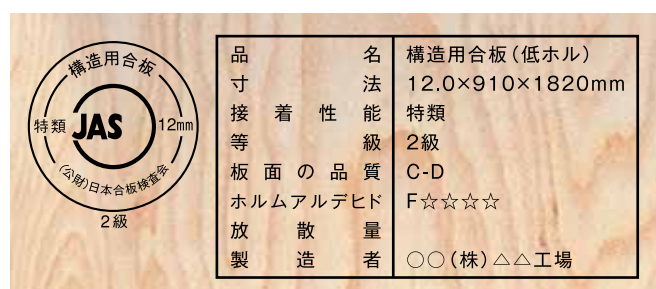 構造用合板
特類
JAS
12mm
(公財)日本合板検査会
2級
品名 構造用合板(低ホル)
寸法 12.0×910×1820mm
接着性能 特類
等級 2級
板面の品質 C-D
ホルムアルデヒド F☆☆☆☆
放散量
製造者 ○○(株)△△工場